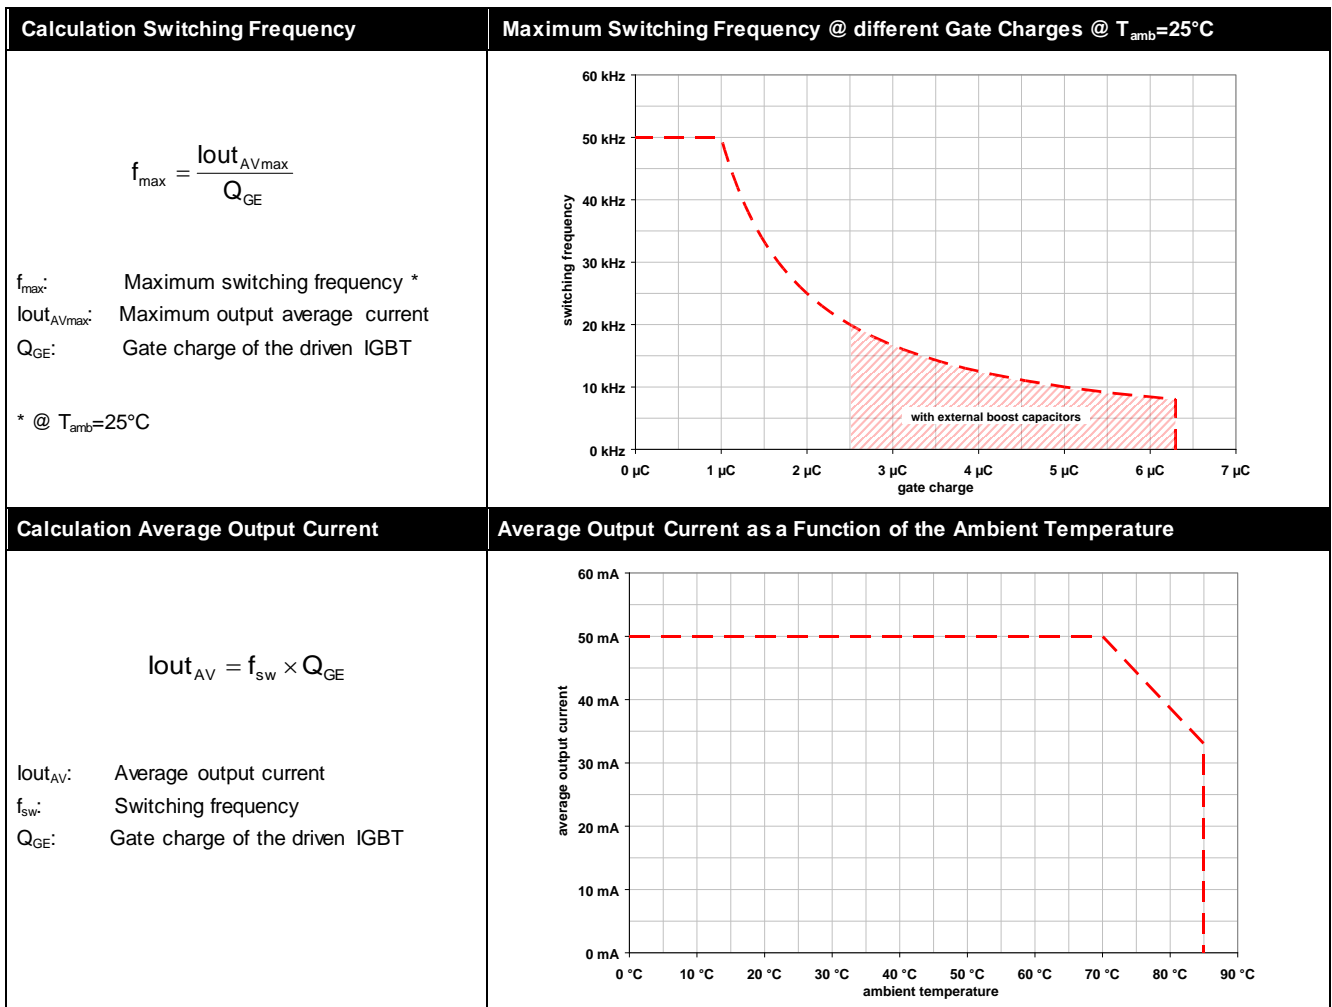 Calculation Switching Frequency
Maximum Switching Frequency @ different Gate Charges @ Tamb=25°C
fmax = IoutAVmax / QGE
fmax: Maximum switching frequency *
IoutAVmax: Maximum output average current
QGE: Gate charge of the driven IGBT
* @ Tamb=25°C
60 kHz
50 kHz
40 kHz
30 kHz
20 kHz
10 kHz
0 kHz
switching frequency
with external boost capacitors
0 µC 1 µC 2 µC 3 µC 4 µC 5 µC 6 µC 7 µC
gate charge
Calculation Average Output Current
Average Output Current as a Function of the Ambient Temperature
IoutAV = fsw × QGE
IoutAV: Average output current
fsw: Switching frequency
QGE: Gate charge of the driven IGBT
60 mA
50 mA
40 mA
30 mA
20 mA
10 mA
0 mA
average output current
0 °C 10 °C 20 °C 30 °C 40 °C 50 °C 60 °C 70 °C 80 °C 90 °C
ambient temperature